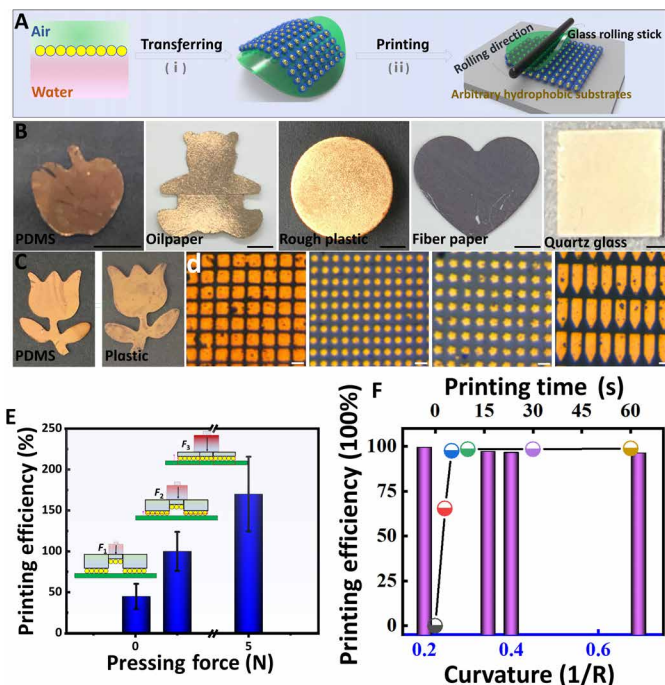 A
Air
Water
Transferring
( i )
Printing
( ii )
Rolling direction
Glass rolling stick
Arbitrary hydrophobic substrates
B
PDMS
Oilpaper
Rough plastic
Fiber paper
Quartz glass
C
PDMS
Plastic
d
E
Printing efficiency (%)
250
200
150
100
50
0
F1
F2
F3
0
2
5
Pressing force (N)
F
Printing time (s)
0 15 30 45 60
Printing efficiency (100%)
100
75
50
25
0
0.2 0.4 0.6
Curvature (1/R)